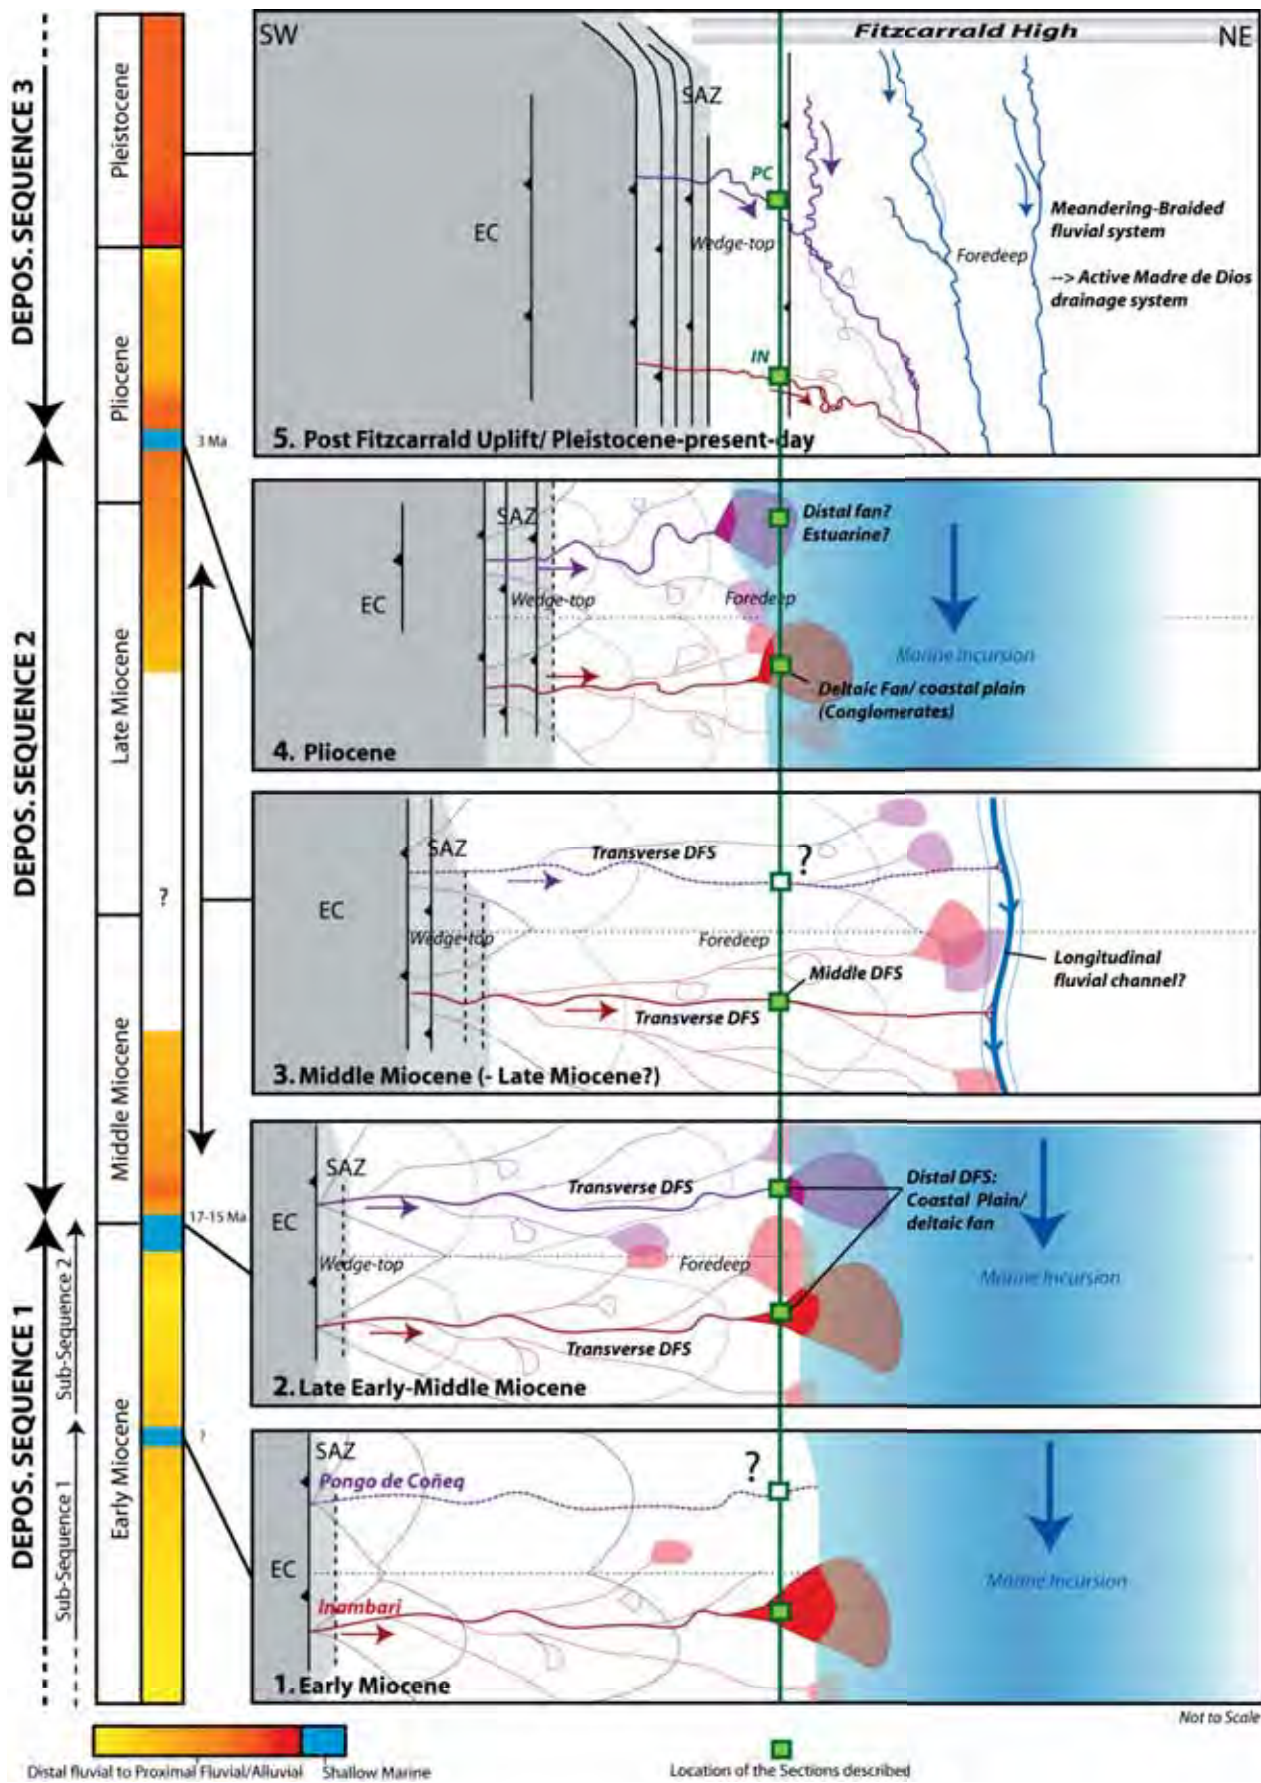 DEPOS. SEQUENCE 3
DEPOS. SEQUENCE 2
DEPOS. SEQUENCE 1
Sub-Sequence 2
Sub-Sequence 1
Pleistocene
Pliocene
Late Miocene
Middle Miocene
Early Miocene
3 Ma
?
17-15 Ma
?
SW
Fitzcarrald High
NE
SAZ
EC
PC
Wedge-top
Foredeep
Meandering-Braided
fluvial system
--> Active Madre de Dios
drainage system
IN
5. Post Fitzcarrald Uplift/ Pleistocene-present-day
SAZ
EC
Wedge-top
Foredeep
Distal fan?
Estuarine?
Marine Incursion
Deltaic Fan/ coastal plain
(Conglomerates)
4. Pliocene
SAZ
EC
Transverse DFS
?
Wedge-top
Foredeep
Middle DFS
Transverse DFS
Longitudinal
fluvial channel?
3. Middle Miocene (- Late Miocene?)
SAZ
EC
Transverse DFS
Wedge-top
Foredeep
Distal DFS:
Coastal Plain/
deltaic fan
Marine Incursion
Transverse DFS
2. Late Early-Middle Miocene
SAZ
Pongo de Coñeq
?
EC
Inambari
Marine Incursion
1. Early Miocene
Not to Scale
Distal fluvial to Proximal Fluvial/Alluvial
Shallow Marine
Location of the Sections described